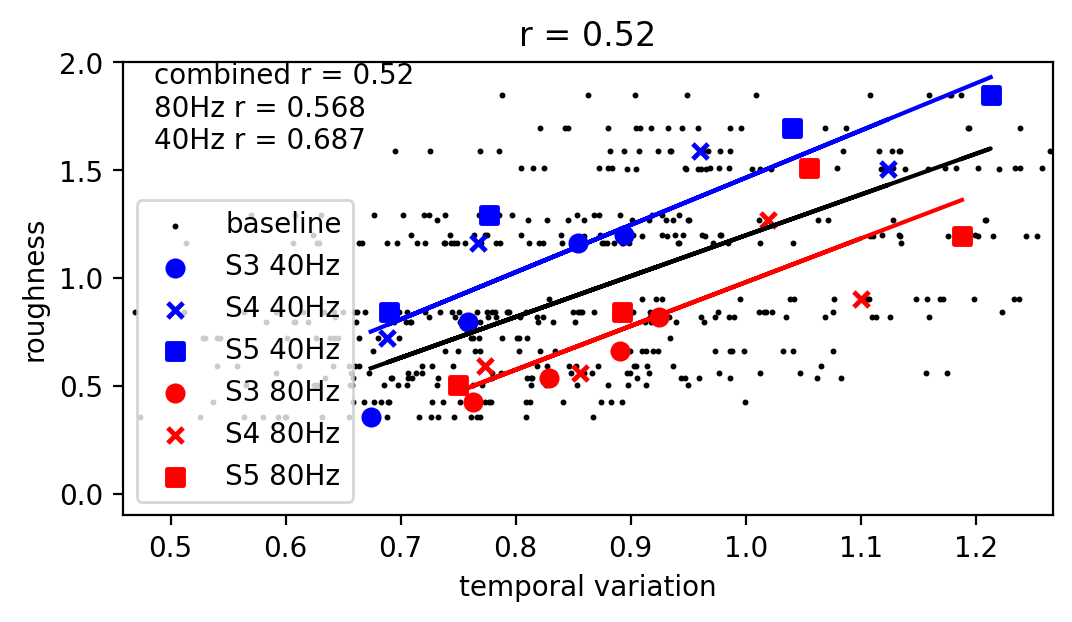 r = 0.52
combined r = 0.52
80Hz r = 0.568
40Hz r = 0.687
baseline
S3 40Hz
S4 40Hz
S5 40Hz
S3 80Hz
S4 80Hz
S5 80Hz
roughness
2.0
1.5
1.0
0.5
0.0
0.5 0.6 0.7 0.8 0.9 1.0 1.1 1.2
temporal variation